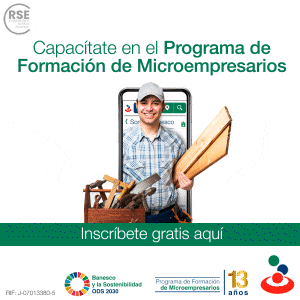 RSE
Capacítate en el Programa de
Formación de Microempresarios
Inscríbete gratis aquí
Banesco
y la Sostenibilidad
ODS 2030
Programa de Formación
de Microempresarios
13
años
RIF: J-07013380-5